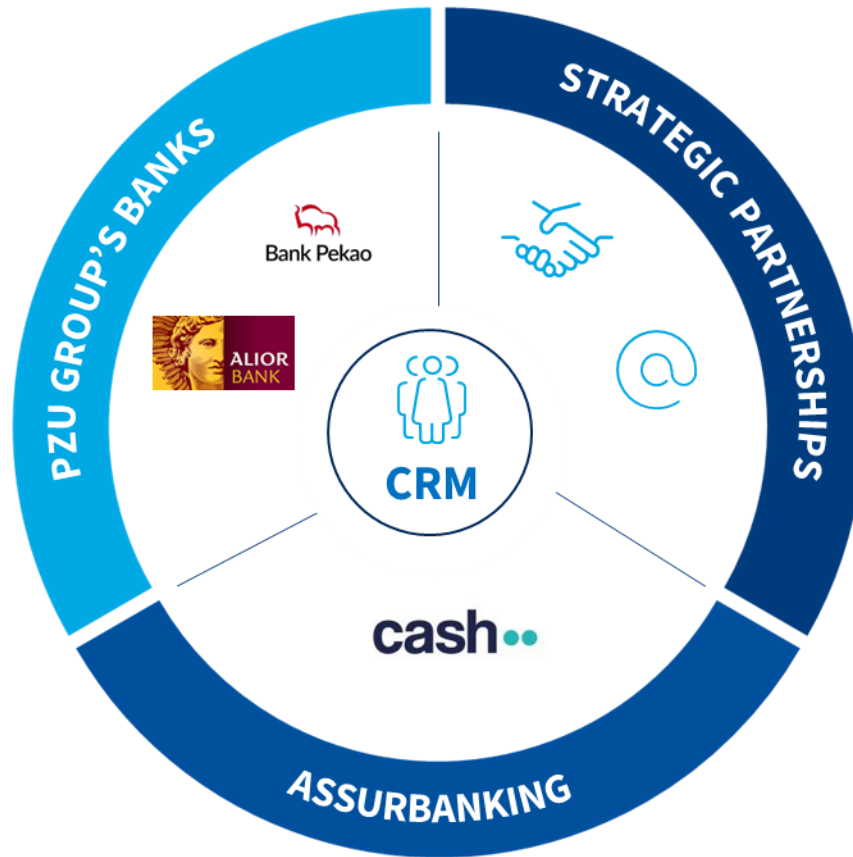 PZU GROUP'S BANKS
STRATEGIC PARTNERSHIPS
Bank Pekao
ALIOR
BANK
CRM
cash
ASSURBANKING